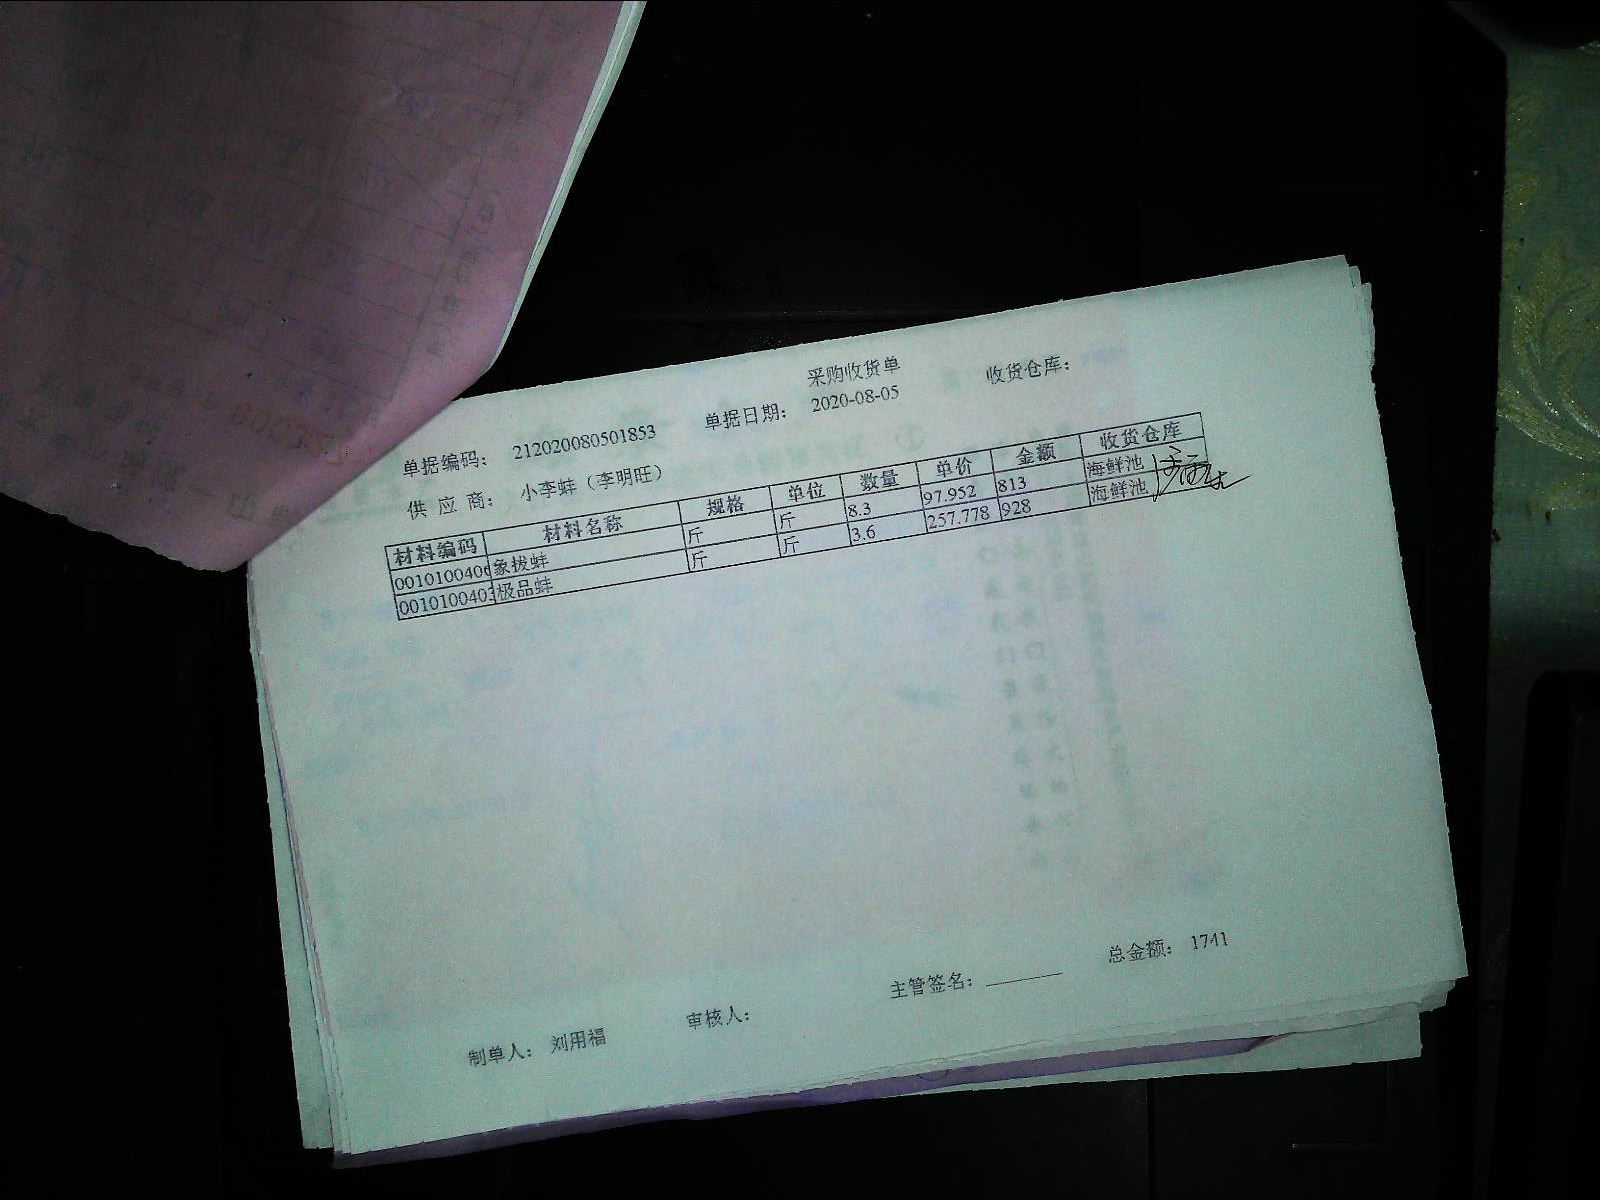 采购收货单
单据编码： 212020080501853 单据日期： 2020-08-05 收货仓库：
供 应 商： 小李蚌（李明旺）
材料编码 材料名称 规格 单位 数量 单价 金额 收货仓库
001010040 象拔蚌 斤 斤 8.3 97.952 813 海鲜池
001010040 极品蚌 斤 斤 3.6 257.778 928 海鲜池
总金额： 1741
制单人： 刘用福 审核人： 主管签名：